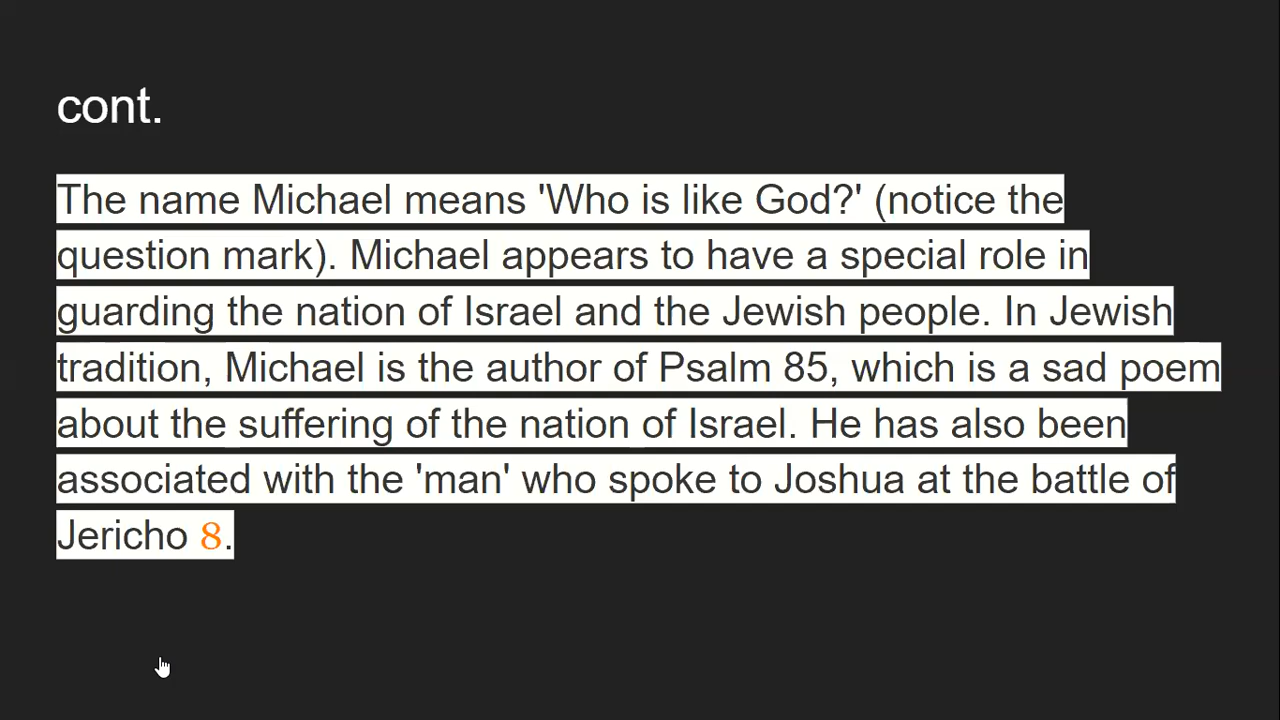 cont.
The name Michael means 'Who is like God?' (notice the
question mark). Michael appears to have a special role in
guarding the nation of Israel and the Jewish people. In Jewish
tradition, Michael is the author of Psalm 85, which is a sad poem
about the suffering of the nation of Israel. He has also been
associated with the 'man' who spoke to Joshua at the battle of
Jericho 8.